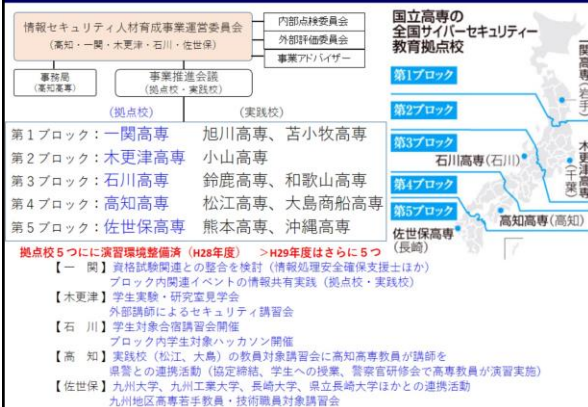 情報セキュリティ人材育成事業運営委員会
(高知・一関・木更津・石川・佐世保)
内部点検委員会
外部評価委員会
事業アドバイザー
事務局
(高知高専)
事業推進会議
(拠点校・実践校)
(拠点校)
(実践校)
第1ブロック：一関高専 旭川高専、苫小牧高専
第2ブロック：木更津高専 小山高専
第3ブロック：石川高専 鈴鹿高専、和歌山高専
第4ブロック：高知高専 松江高専、大島商船高専
第5ブロック：佐世保高専 熊本高専、沖縄高専
国立高専の
全国サイバーセキュリティー
教育拠点校
第1ブロック
第2ブロック
第3ブロック
第4ブロック
第5ブロック
一関高専(岩手)
木更津高専(千葉)
石川高専(石川)
高知高専(高知)
佐世保高専
(長崎)
拠点校５つにに演習環境整備済（H28年度） >H29年度はさらに５つ
【一 関】資格試験関連との整合を検討（情報処理安全確保支援士ほか）
ブロック内関連イベントの情報共有実践（拠点校・実践校）
【木更津】学生実験・研究室見学会
外部講師によるセキュリティ講習会
【石 川】学生対象合宿講習会開催
ブロック内学生対象ハッカソン開催
【高 知】実践校（松江、大島）の教員対象講習会に高知高専教員が講師を
県警との連携活動（協定締結、学生への授業、警察官研修会で高専教員が演習実施）
【佐世保】九州大学、九州工業大学、長崎大学、県立長崎大学ほかとの連携活動
九州地区高専若手教員・技術職員対象講習会